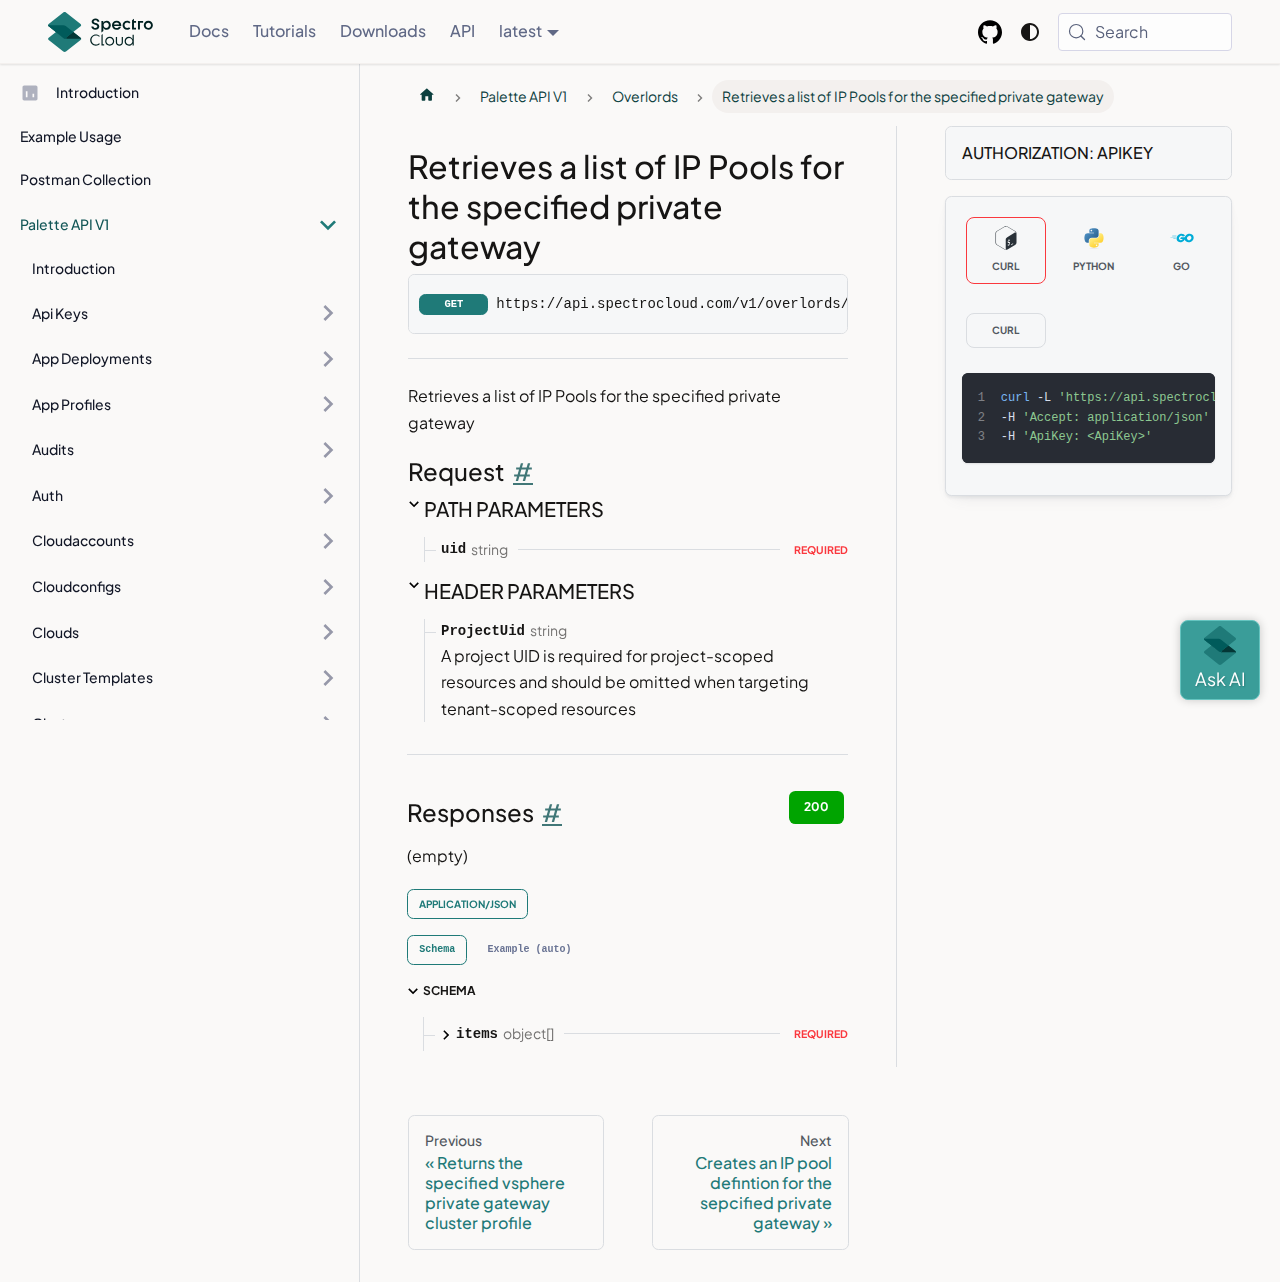 Spectro
Cloud
Docs
Tutorials
Downloads
API
latest
Search
Introduction
Example Usage
Postman Collection
Palette API V1
Introduction
Api Keys
App Deployments
App Profiles
Audits
Auth
Cloudaccounts
Cloudconfigs
Clouds
Cluster Templates
Palette API V1
Overlords
Retrieves a list of IP Pools for the specified private gateway
Retrieves a list of IP Pools for
the specified private
gateway
GET https://api.spectrocloud.com/v1/overlords/
Retrieves a list of IP Pools for the specified private
gateway
Request #
PATH PARAMETERS
uid string REQUIRED
HEADER PARAMETERS
ProjectUid string
A project UID is required for project-scoped
resources and should be omitted when targeting
tenant-scoped resources
Responses #
200
(empty)
APPLICATION/JSON
Schema Example (auto)
SCHEMA
items object[] REQUIRED
Previous
« Returns the
specified vsphere
private gateway
cluster profile
Next
Creates an IP pool
defintion for the
sepcified private
gateway »
AUTHORIZATION: APIKEY
CURL
PYTHON
GO
CURL
1 curl -L 'https://api.spectrocl
2 -H 'Accept: application/json'
3 -H 'ApiKey: <ApiKey>'
Ask AI